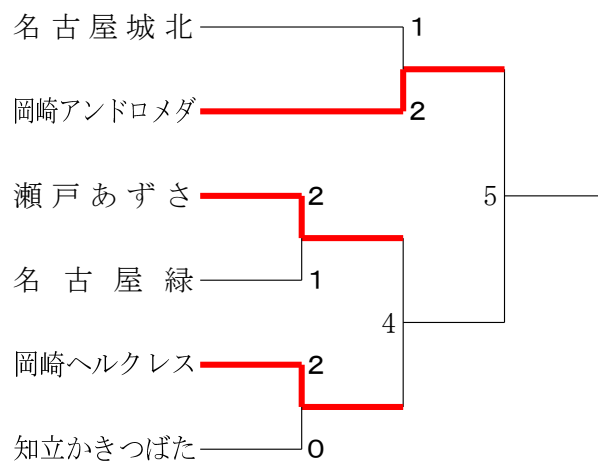 名古屋城北
1
岡崎アンドロメダ
2
瀬戸あずさ
2
5
名古屋緑
1
4
岡崎ヘルクレス
2
知立かきつばた
0